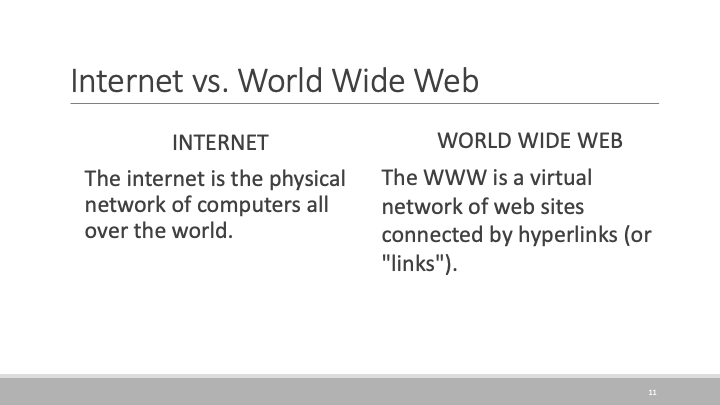 Internet vs. World Wide Web
INTERNET
The internet is the physical
network of computers all
over the world.
WORLD WIDE WEB
The WWW is a virtual
network of web sites
connected by hyperlinks (or
"links").
11